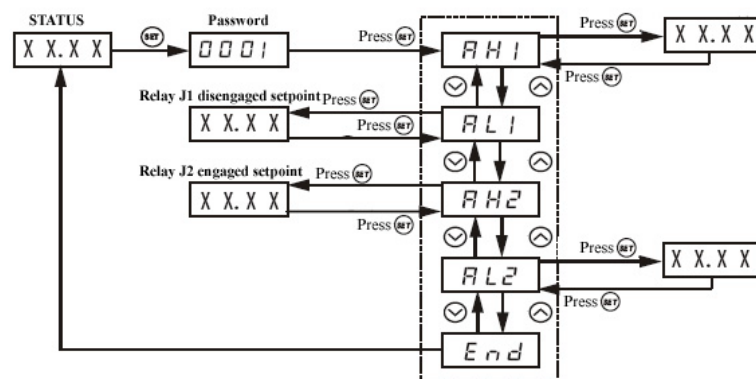 STATUS
Password
X X.X X
SET
0001
Press SET
AH1
Press SET
X X.X X
Press SET
Relay J1 disengaged setpoint
Press SET
X X.X X
Press SET
AL1
Relay J2 engaged setpoint
Press SET
X X.X X
Press SET
AH2
AL2
Press SET
X X.X X
Press SET
End